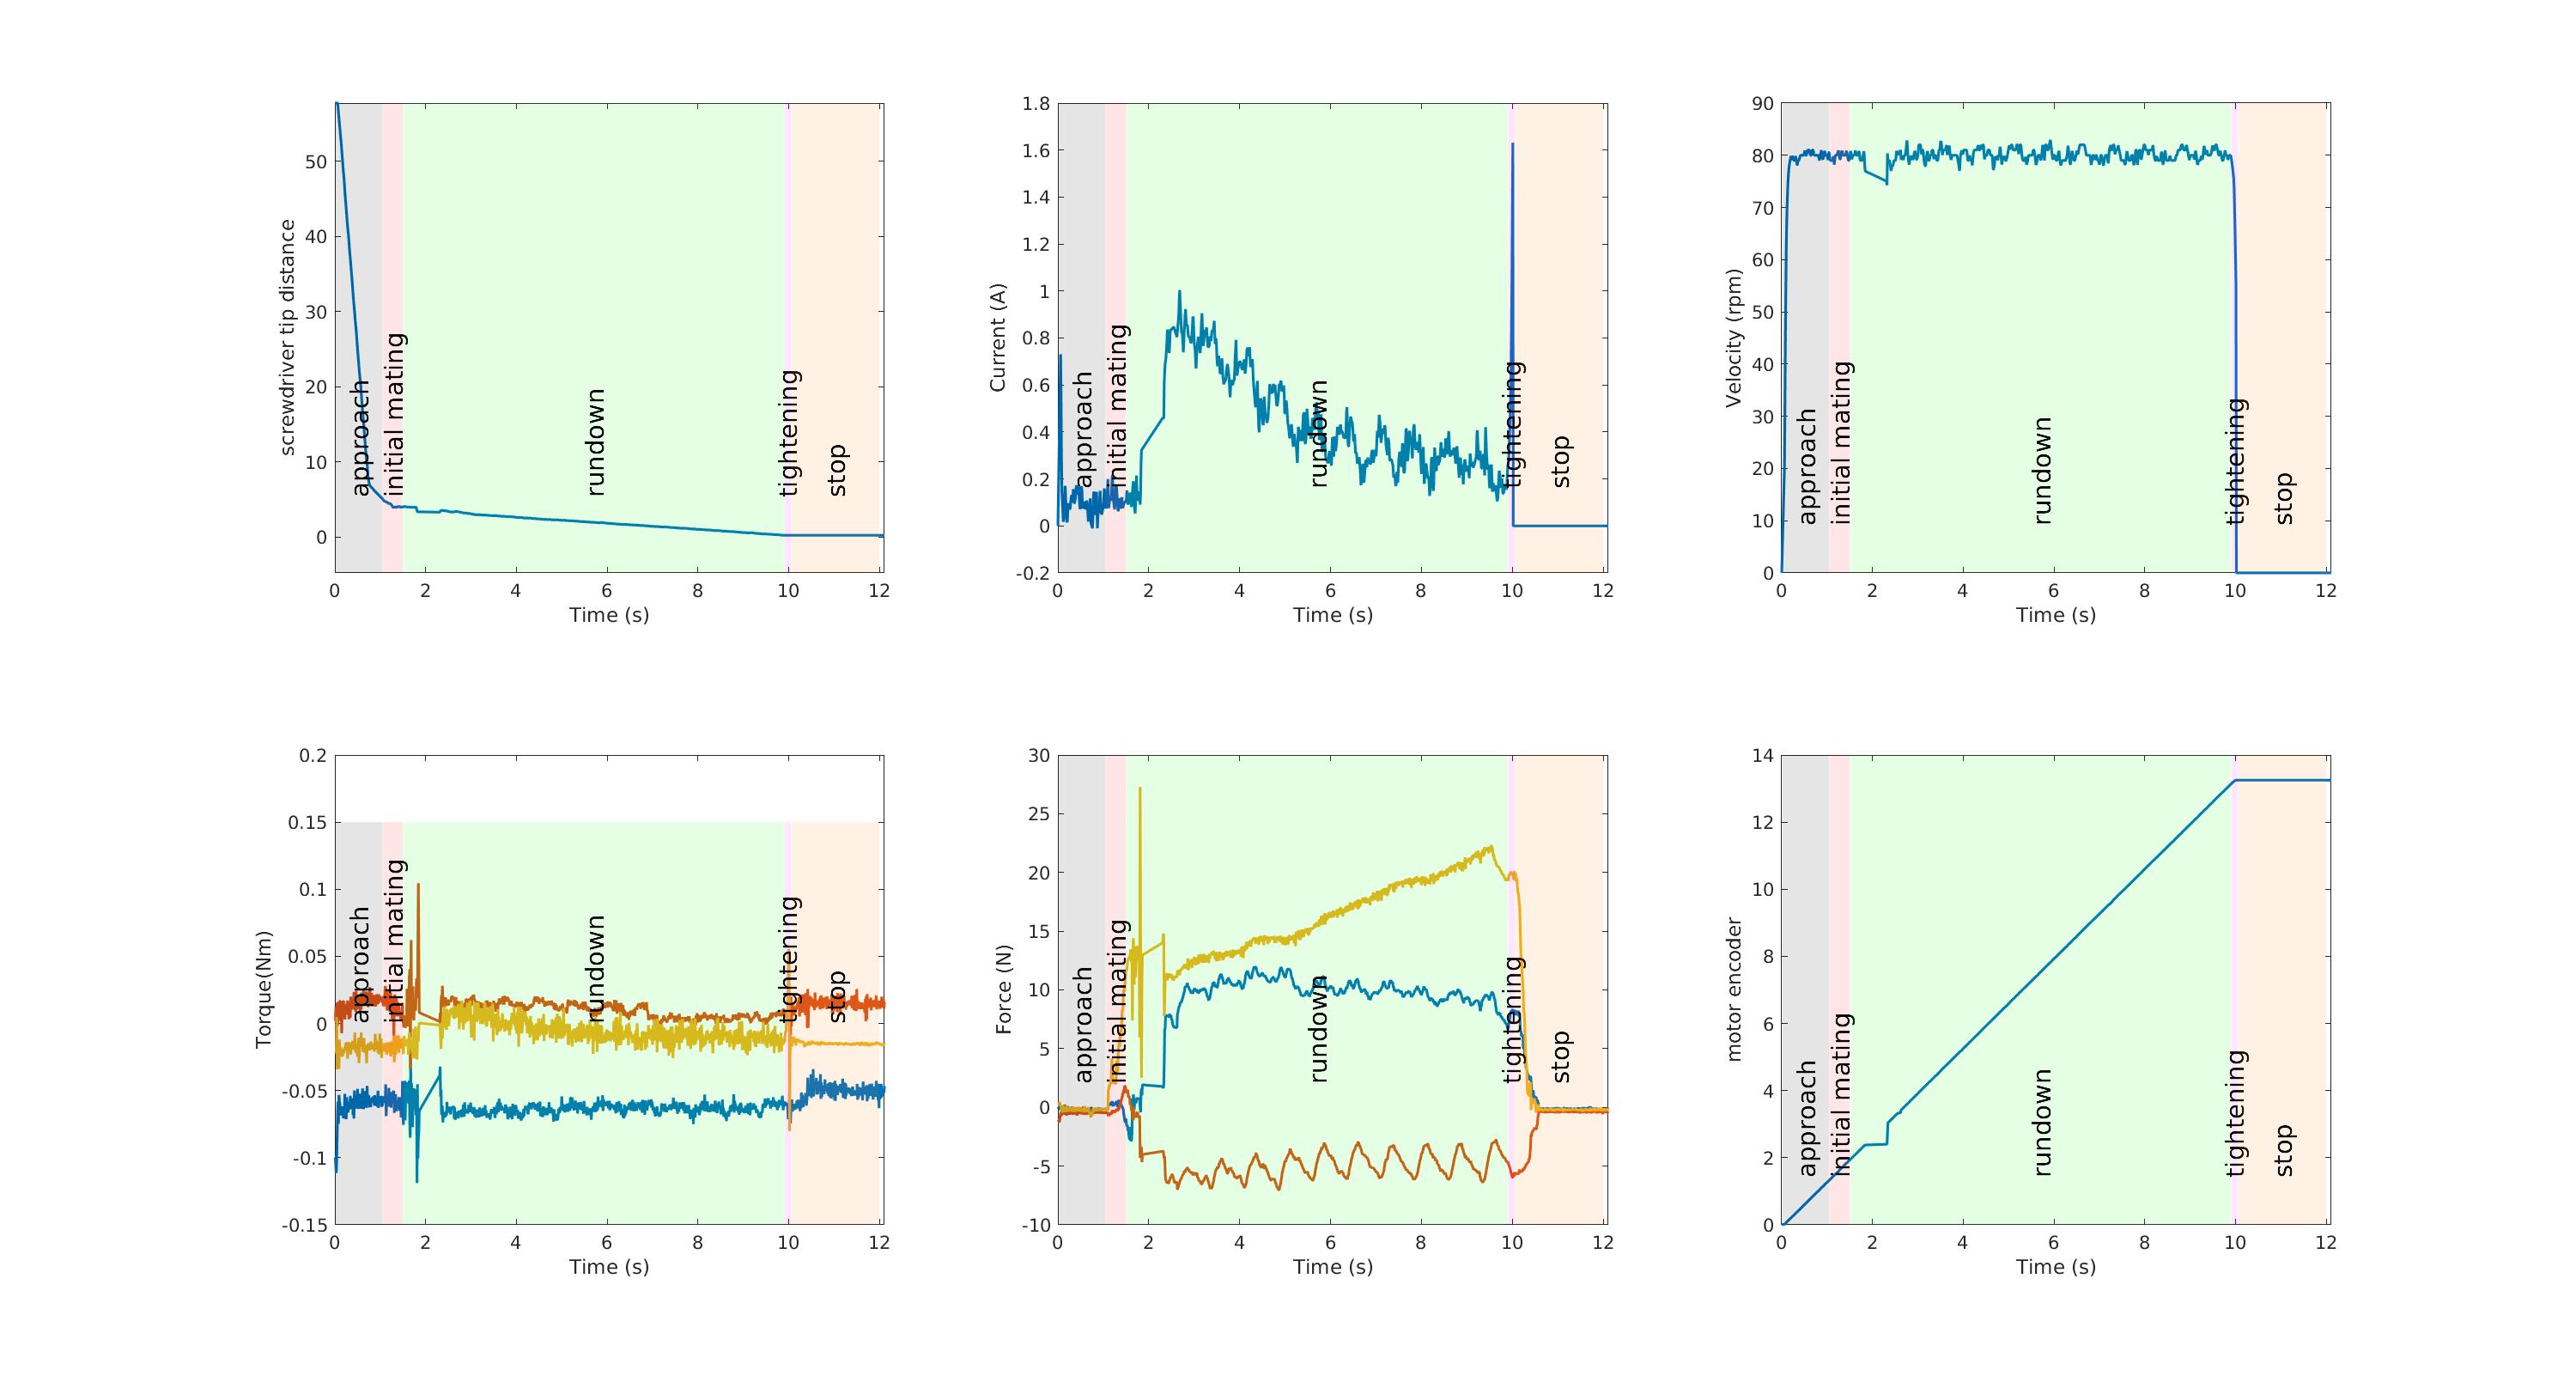 screwdriver tip distance
50
40
30
20
10
0
approach
initial mating
rundown
tightening
stop
0 2 4 6 8 10 12
Time (s)
Current (A)
1.8
1.6
1.4
1.2
1
0.8
0.6
0.4
0.2
0
-0.2
approach
initial mating
rundown
tightening
stop
0 2 4 6 8 10 12
Time (s)
Velocity (rpm)
90
80
70
60
50
40
30
20
10
0
approach
initial mating
rundown
tightening
stop
0 2 4 6 8 10 12
Time (s)
Torque(Nm)
0.2
0.15
0.1
0.05
0
-0.05
-0.1
-0.15
approach
initial mating
rundown
tightening
stop
0 2 4 6 8 10 12
Time (s)
Force (N)
30
25
20
15
10
5
0
-5
-10
approach
initial mating
rundown
tightening
stop
0 2 4 6 8 10 12
Time (s)
motor encoder
14
12
10
8
6
4
2
0
approach
initial mating
rundown
tightening
stop
0 2 4 6 8 10 12
Time (s)